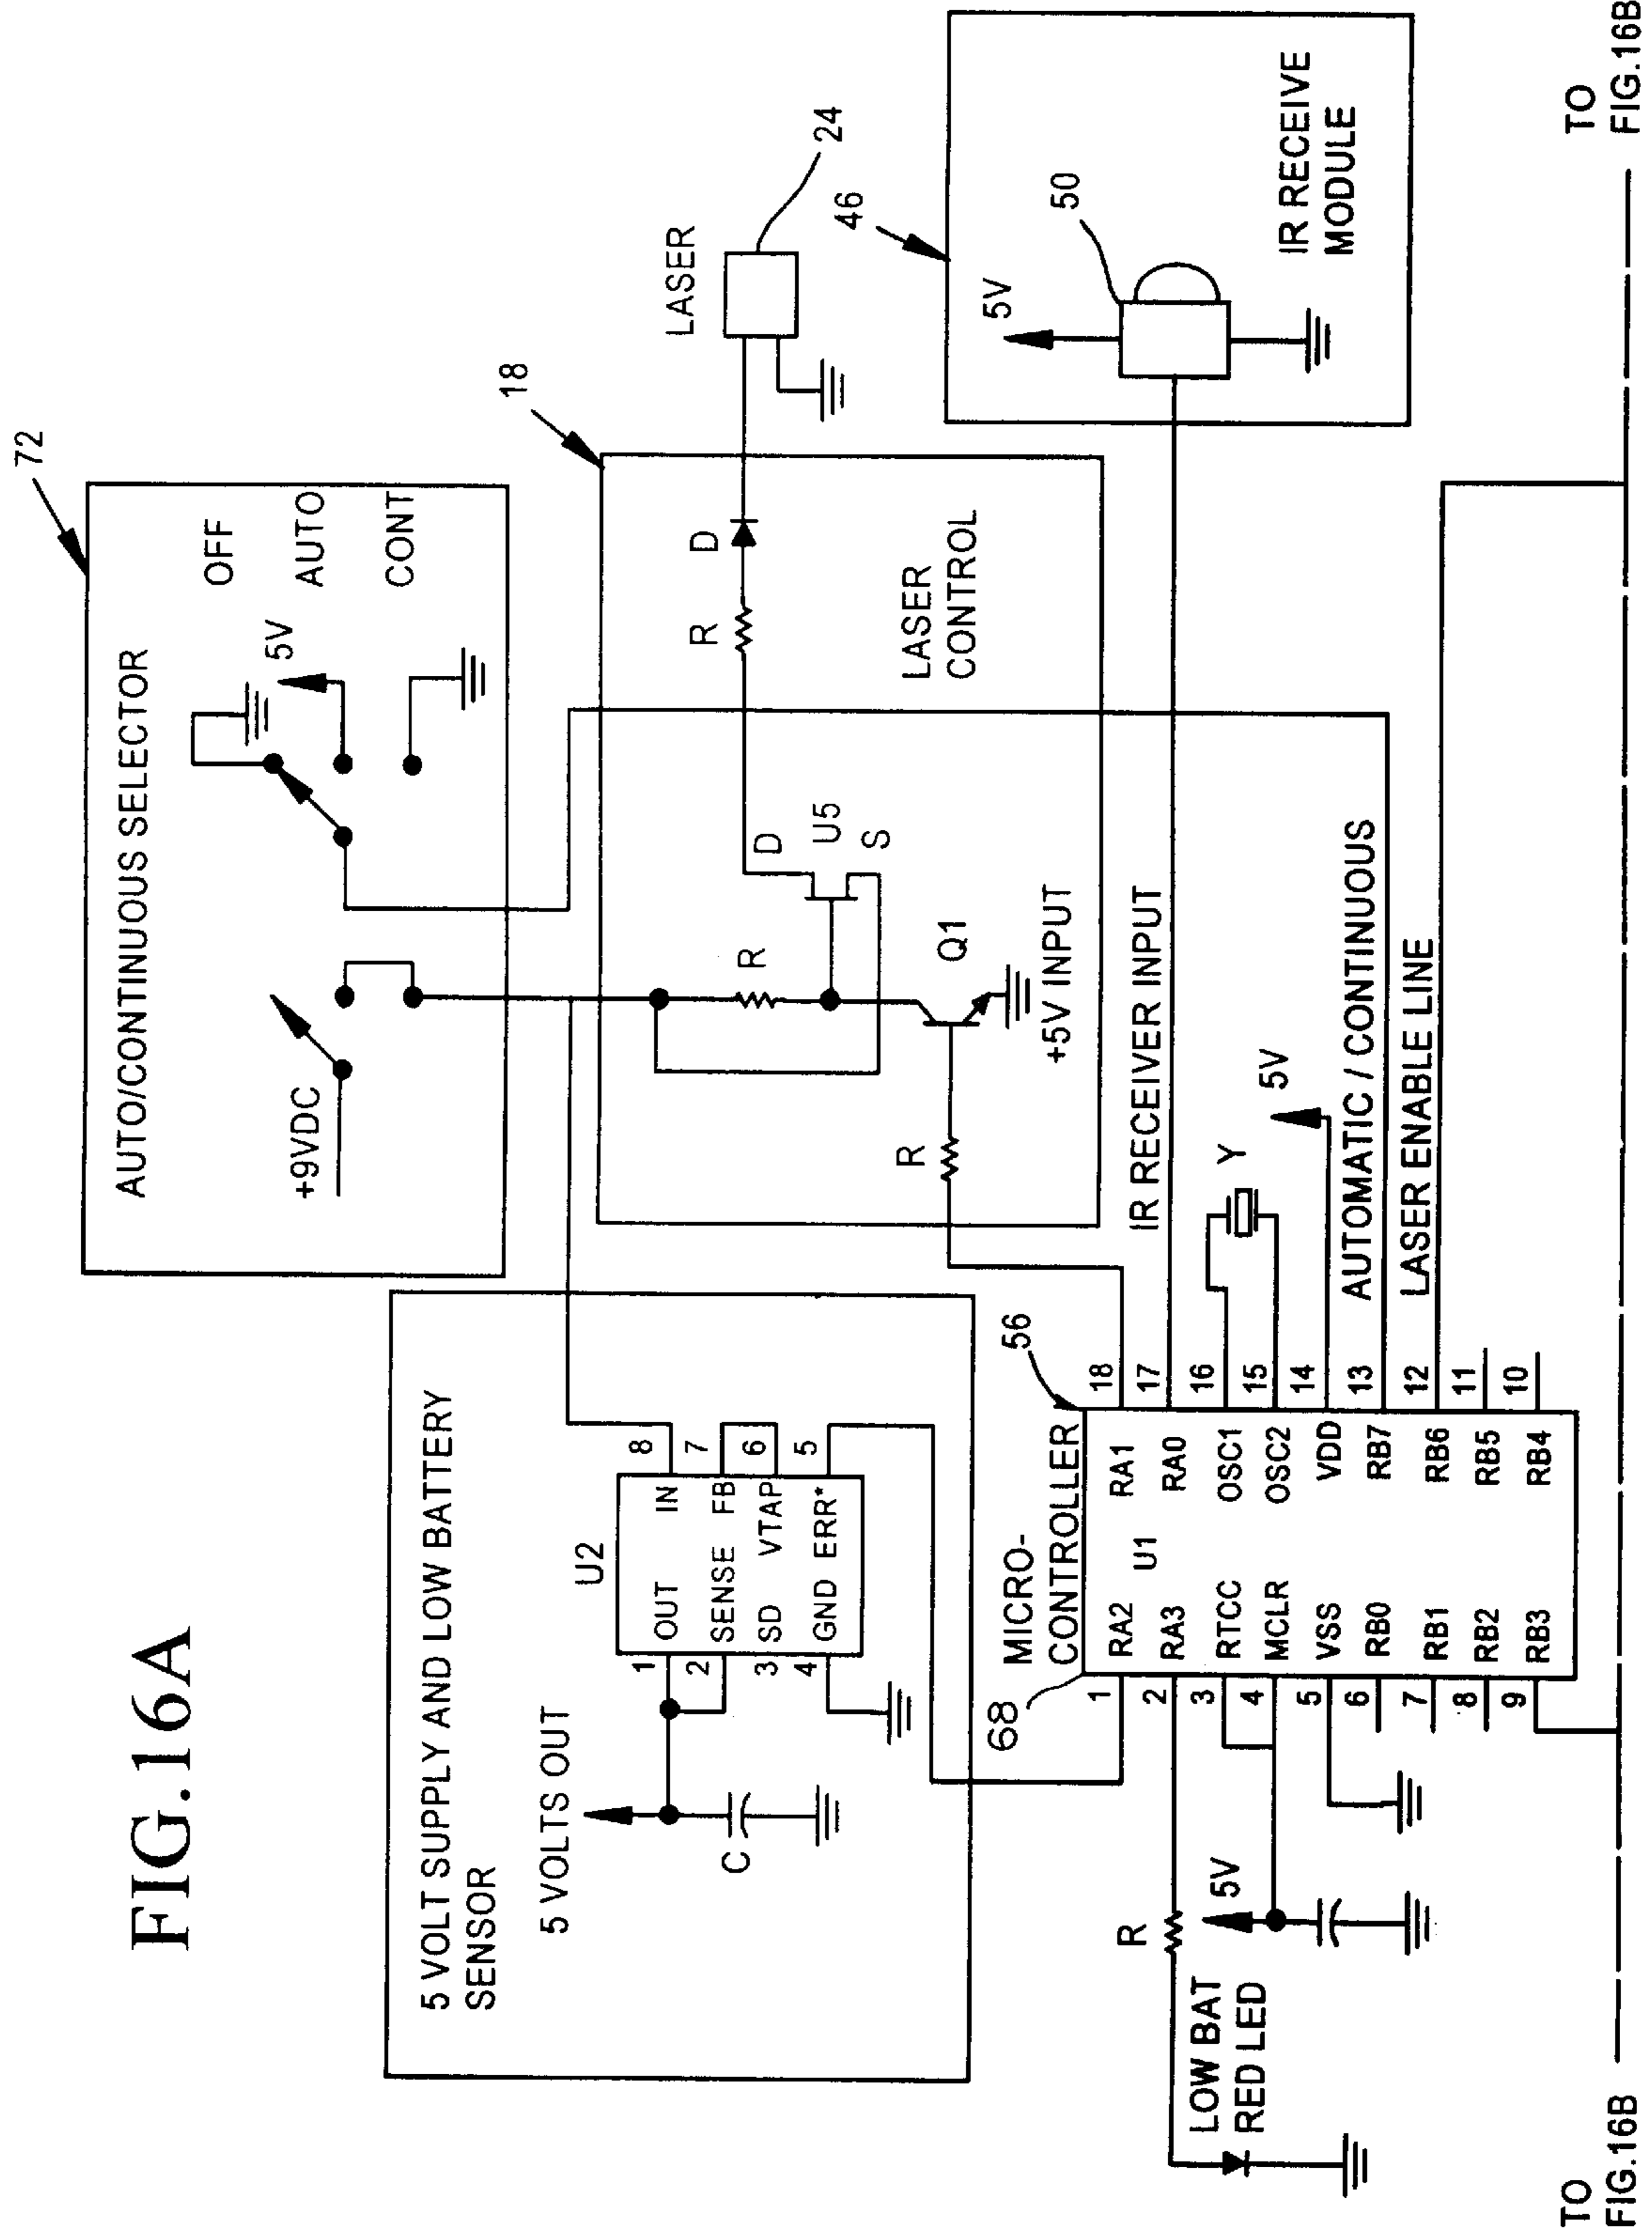 FIG.16A
72
AUTO/CONTINUOUS SELECTOR
+9VDC
5V
OFF
AUTO
CONT
5 VOLT SUPPLY AND LOW BATTERY
SENSOR
5 VOLTS OUT
C
U2
1 OUT IN 8
2 SENSE FB 7
3 SD VTAP 6
4 GND ERR* 5
18
R
D
R
D
U5
S
Q1
R
+5V INPUT
LASER
CONTROL
LASER
24
46
5V
50
IR RECEIVE
MODULE
IR RECEIVER INPUT
Y
5V
AUTOMATIC / CONTINUOUS
LASER ENABLE LINE
68
MICRO-
CONTROLLER
56
U1
1 RA2 RA1 18
2 RA3 RA0 17
3 RTCC OSC1 16
4 MCLR OSC2 15
5 VSS VDD 14
6 RB0 RB7 13
7 RB1 RB6 12
8 RB2 RB5 11
9 RB3 RB4 10
R
LOW BAT
RED LED
5V
TO
FIG.16B
TO
FIG.16B